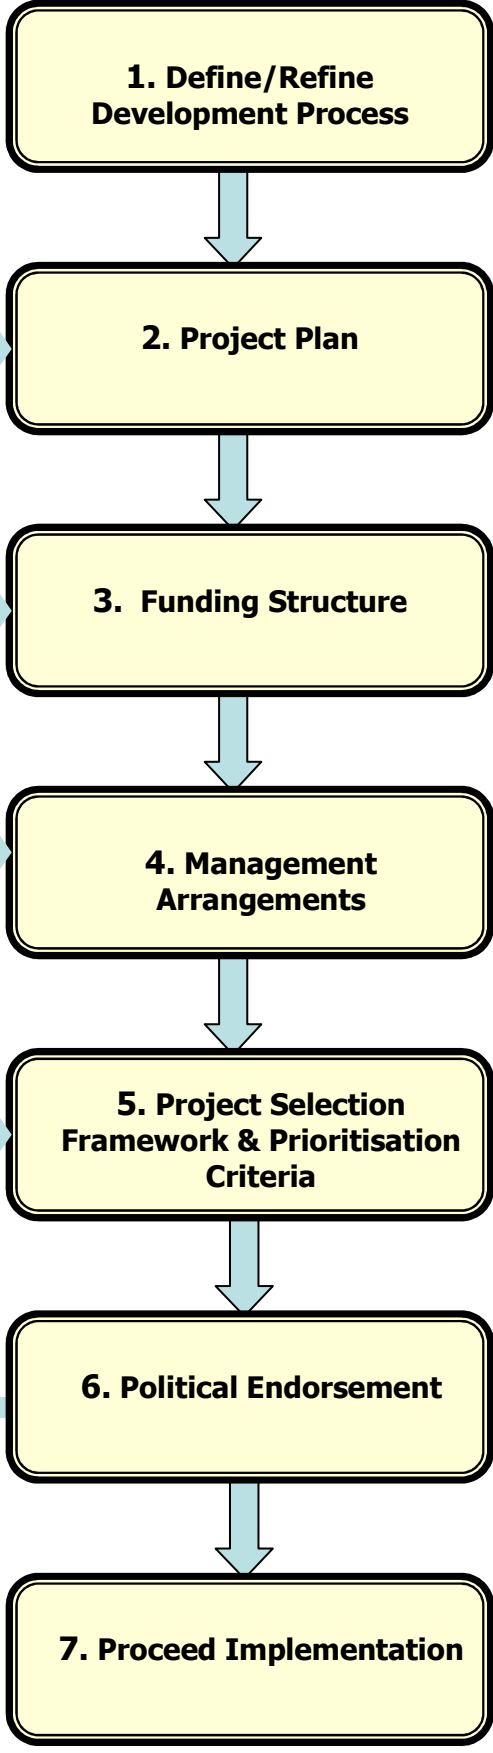 1. Define/Refine
Development Process
2. Project Plan
3. Funding Structure
4. Management
Arrangements
5. Project Selection
Framework & Prioritisation
Criteria
6. Political Endorsement
7. Proceed Implementation